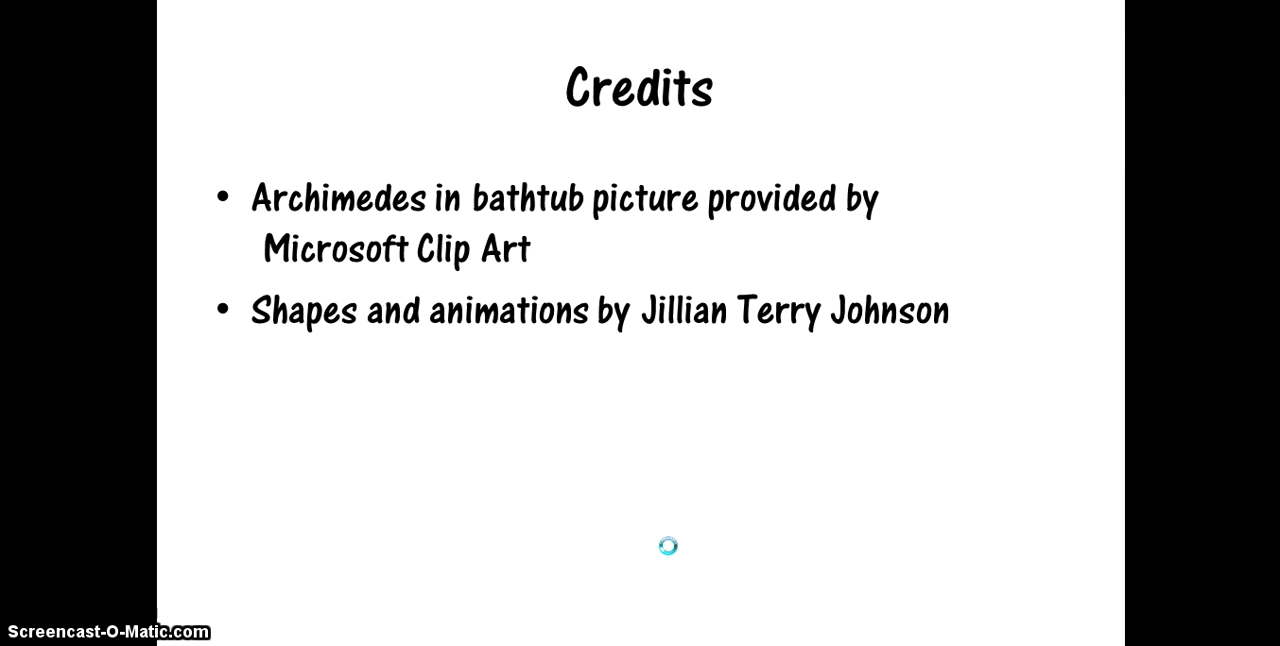 Credits
• Archimedes in bathtub picture provided by
Microsoft Clip Art
• Shapes and animations by Jillian Terry Johnson
Screencast-O-Matic.com